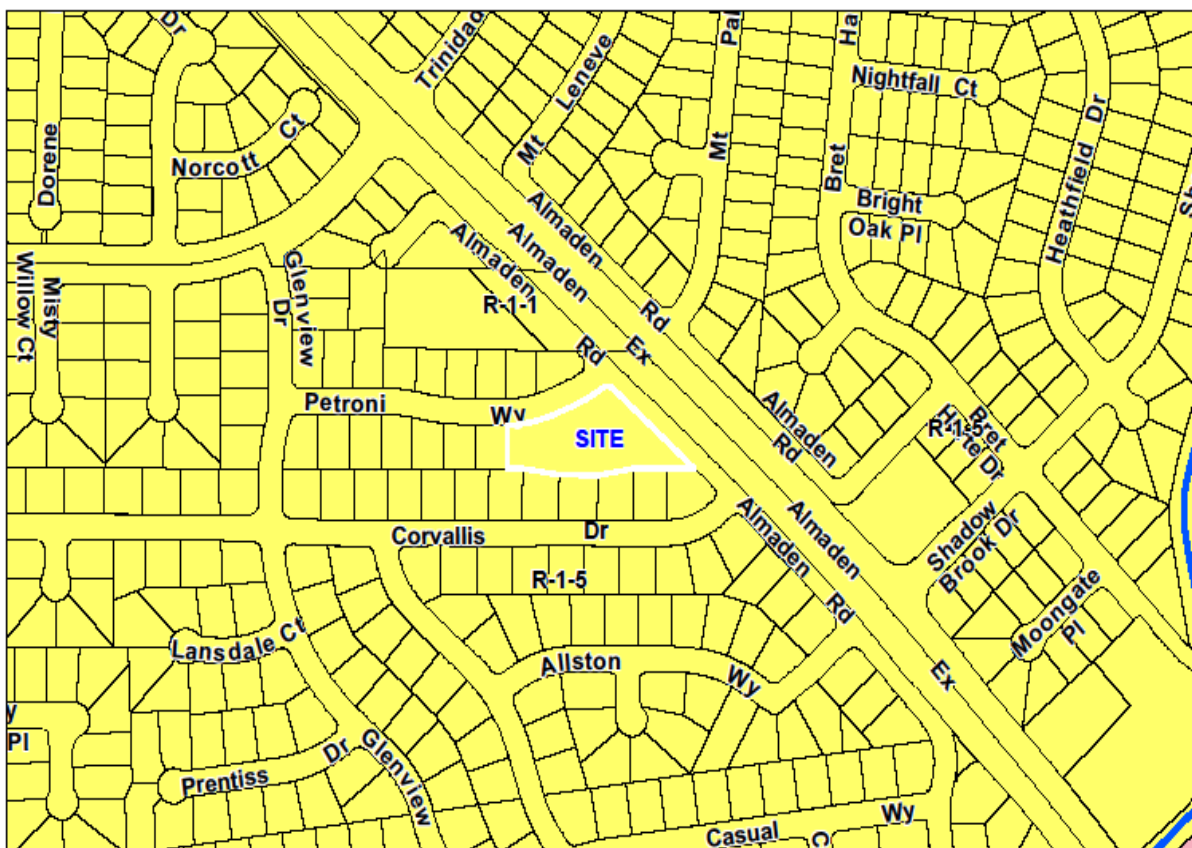 Dr
Trinidad
Leneve
Mt
Pal
Mt
Ha
Bret
Nightfall Ct
Heathfield Dr
Dorene
Norcott Ct
Bright
Oak Pl
Almaden
Almaden
Almaden
Rd
Ex
Rd
R-1-1
Willow Ct
Misty
Glenview
Dr
Petroni
Wy
SITE
Almaden
Rd
Bret
Harte Dr
R-1-5
Corvallis
Dr
Almaden
Almaden
Rd
Ex
Shadow
Brook Dr
R-1-5
Moongate
Pl
Lansdale Ct
Allston
Wy
y
Pl
Prentiss
Dr
Glenview
Casual
Wy
C